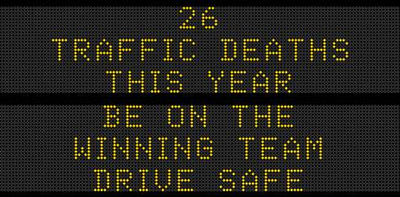 26
TRAFFIC DEATHS
THIS YEAR
BE ON THE
WINNING TEAM
DRIVE SAFE